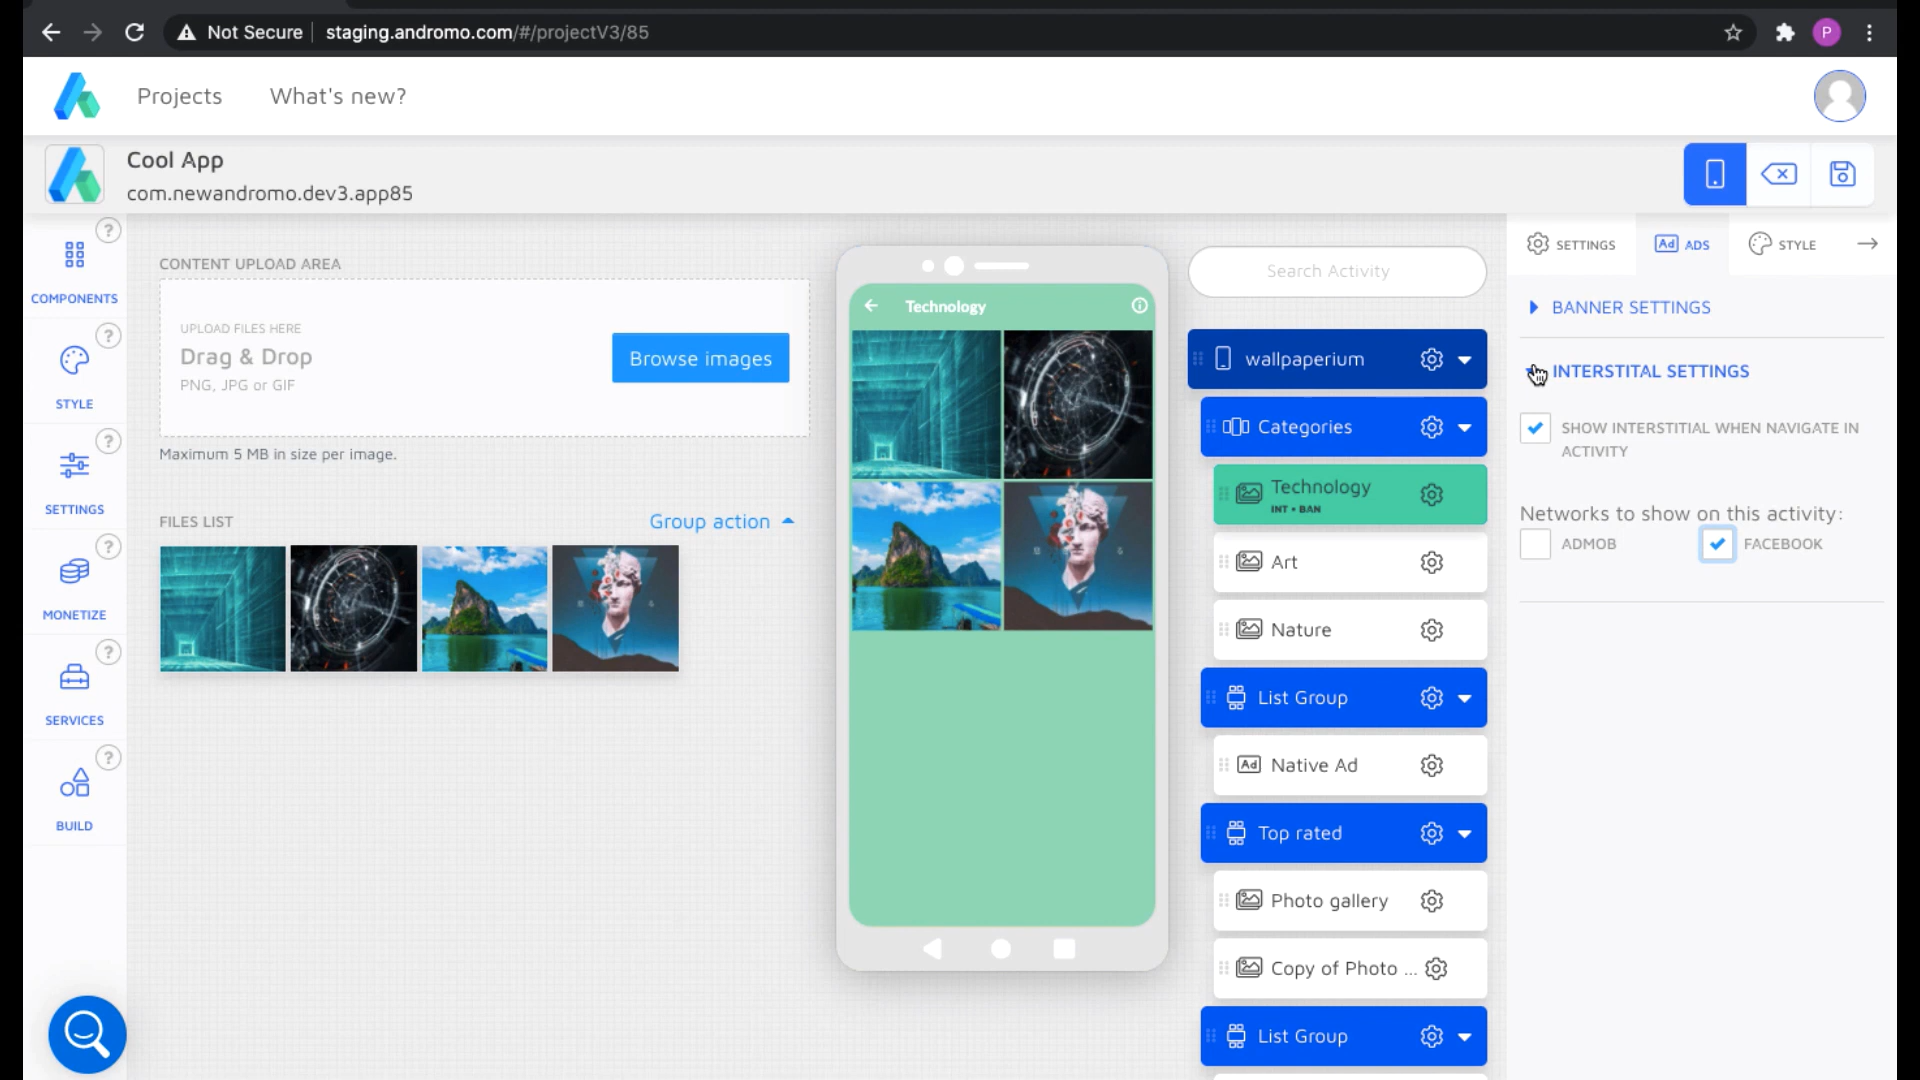 Not Secure
staging.andromo.com/#/projectV3/85
P
Projects
What's new?
Cool App
com.newandromo.dev3.app85
?
COMPONENTS
?
STYLE
?
SETTINGS
?
MONETIZE
?
SERVICES
?
BUILD
CONTENT UPLOAD AREA
UPLOAD FILES HERE
Drag & Drop
PNG, JPG or GIF
Browse images
Maximum 5 MB in size per image.
FILES LIST
Group action
Technology
Search Activity
wallpaperium
Categories
Technology
INT • BAN
Art
Nature
List Group
Ad Native Ad
Top rated
Photo gallery
Copy of Photo ...
List Group
SETTINGS
Ad ADS
STYLE
BANNER SETTINGS
INTERSTITAL SETTINGS
SHOW INTERSTITIAL WHEN NAVIGATE IN
ACTIVITY
Networks to show on this activity:
ADMOB
FACEBOOK